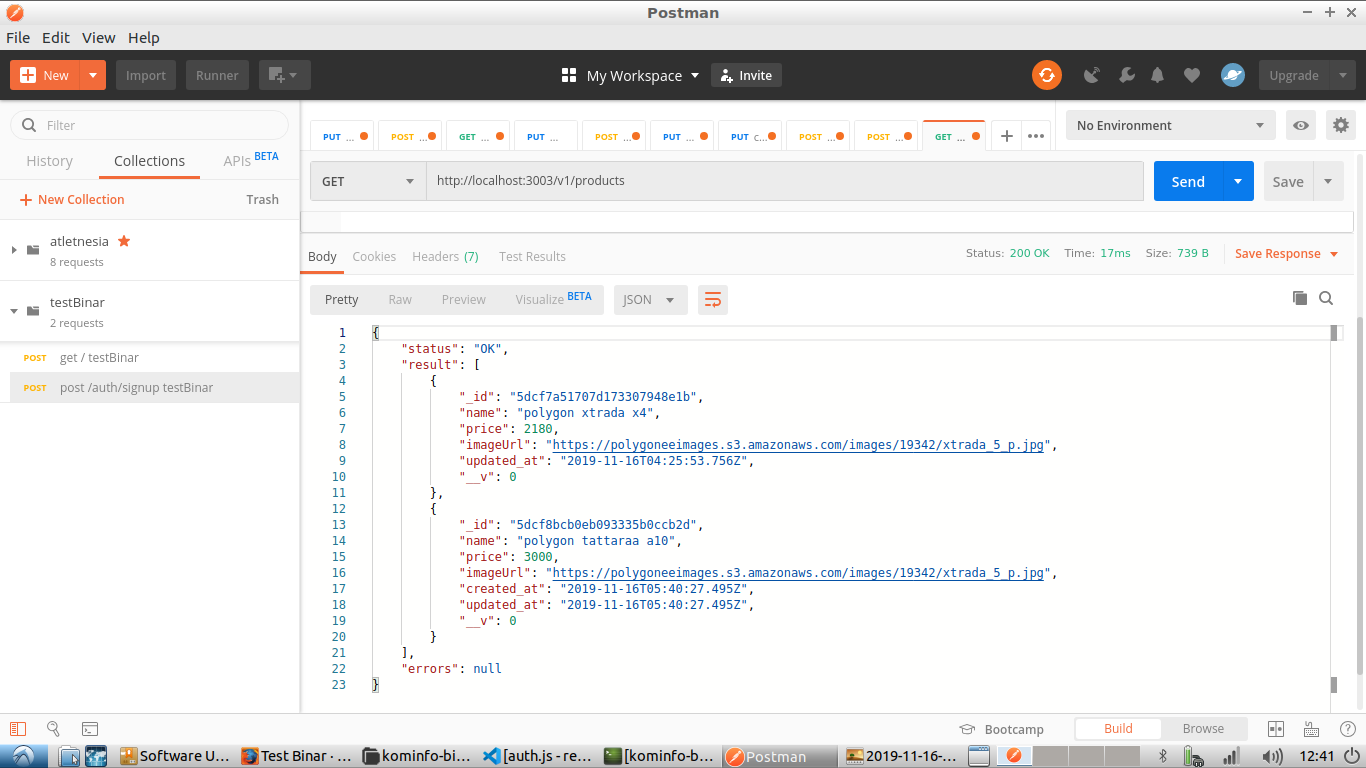 Postman
File Edit View Help
New Import Runner My Workspace Invite Upgrade
Filter
History Collections APIs BETA
New Collection Trash
atletnesia
8 requests
testBinar
2 requests
POST get / testBinar
POST post /auth/signup testBinar
PUT ... POST ... GET ... PUT ... POST ... PUT ... PUT c... POST ... POST ... GET ...
No Environment
GET http://localhost:3003/v1/products Send Save
Body Cookies Headers (7) Test Results Status: 200 OK Time: 17ms Size: 739 B Save Response
Pretty Raw Preview Visualize BETA JSON
1 {
2 "status": "OK",
3 "result": [
4 {
5 "_id": "5dcf7a51707d173307948e1b",
6 "name": "polygon xtrada x4",
7 "price": 2180,
8 "imageUrl": "https://polygoneeimages.s3.amazonaws.com/images/19342/xtrada_5_p.jpg",
9 "updated_at": "2019-11-16T04:25:53.756Z",
10 "__v": 0
11 },
12 {
13 "_id": "5dcf8bcb0eb093335b0ccb2d",
14 "name": "polygon tattaraa a10",
15 "price": 3000,
16 "imageUrl": "https://polygoneeimages.s3.amazonaws.com/images/19342/xtrada_5_p.jpg",
17 "created_at": "2019-11-16T05:40:27.495Z",
18 "updated_at": "2019-11-16T05:40:27.495Z",
19 "__v": 0
20 }
21 ],
22 "errors": null
23 }
Bootcamp Build Browse
Software U... Test Binar · ... kominfo-bi... [auth.js - re... [kominfo-b... Postman 2019-11-16-... 12:41